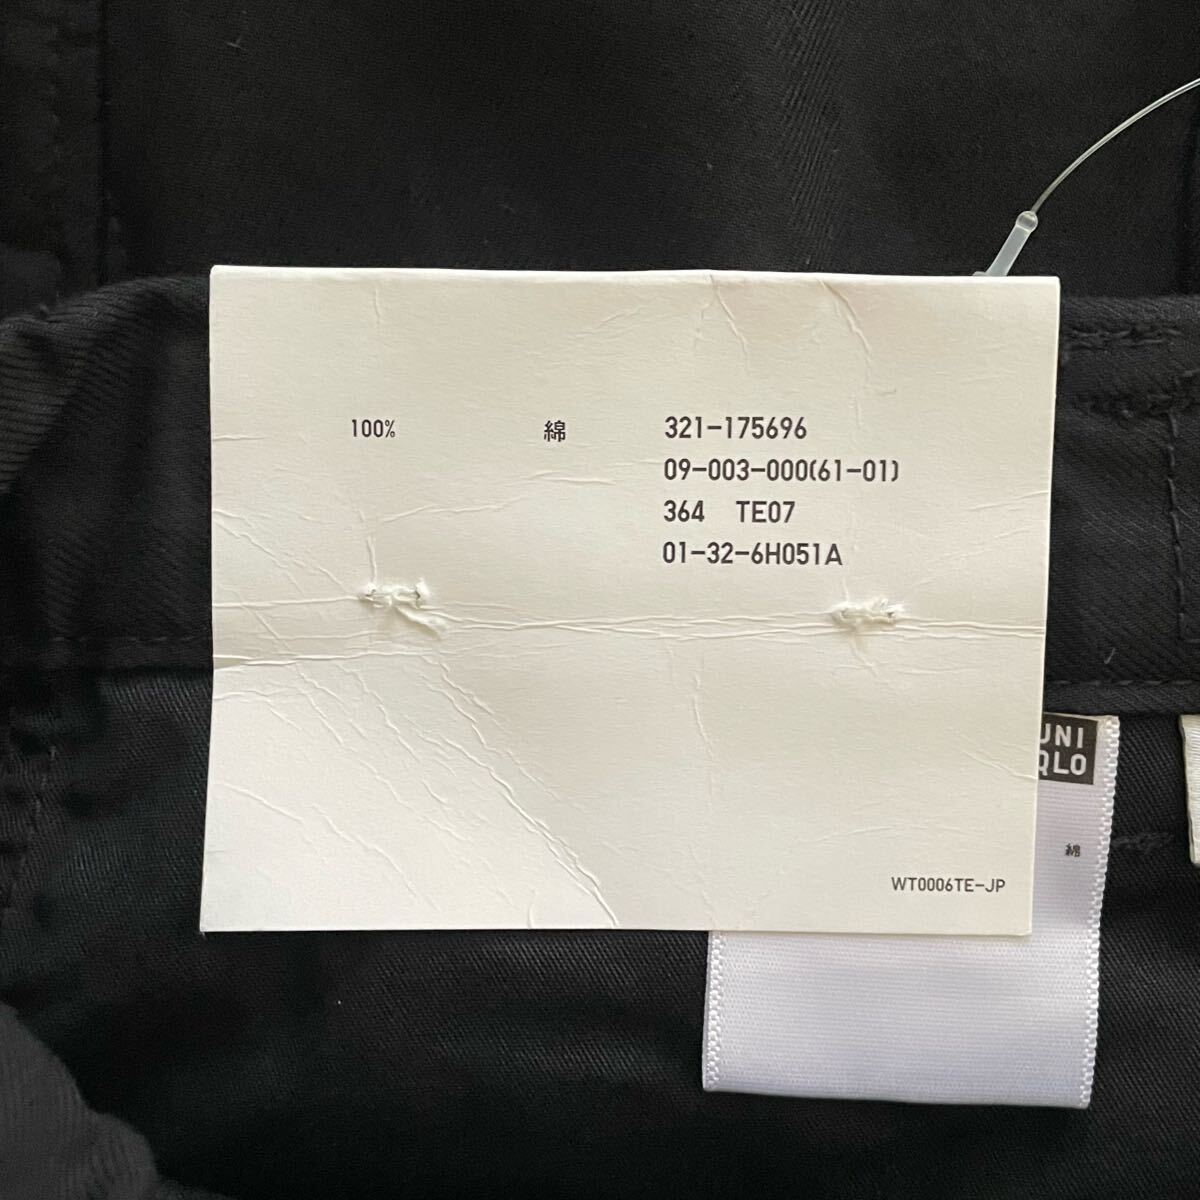 100% 綿 321-175696
09-003-000(61-01)
364 TE07
01-32-6H051A
UNI
QLO
綿
WT0006TE-JP